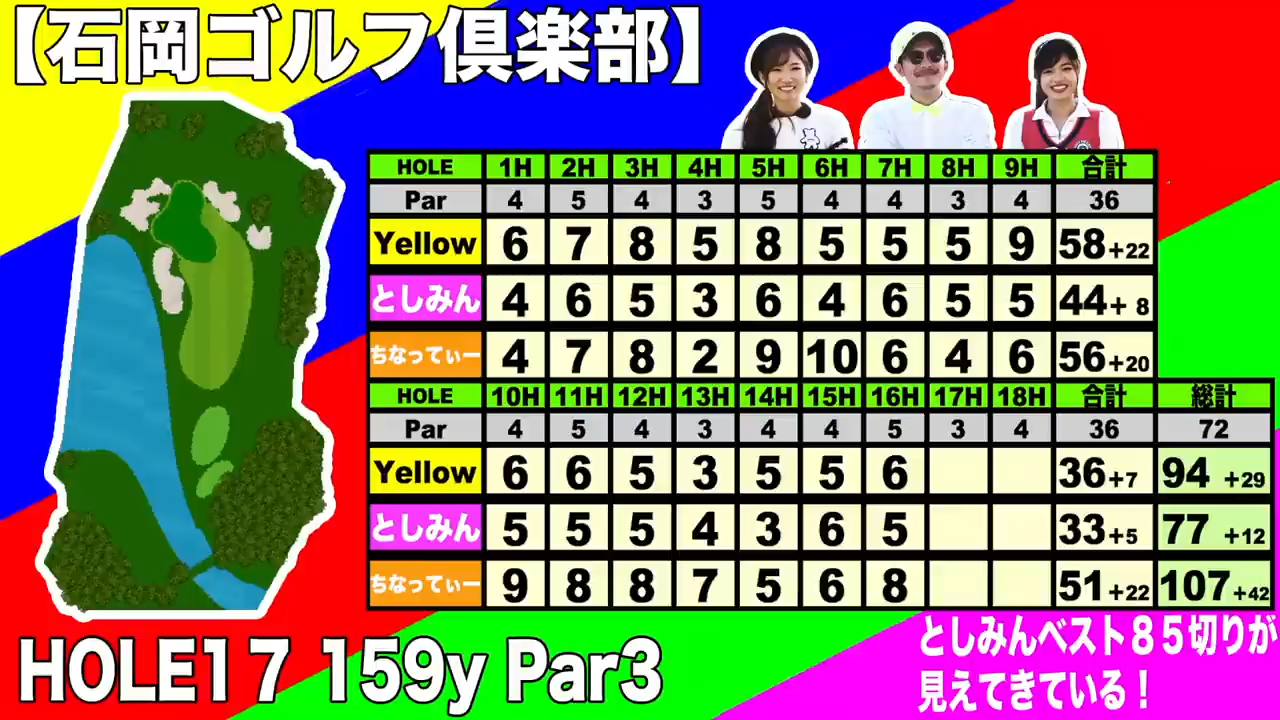 【石岡ゴルフ倶楽部】
HOLE 1H 2H 3H 4H 5H 6H 7H 8H 9H 合計
Par 4 5 4 3 5 4 4 3 4 36
Yellow 6 7 8 5 8 5 5 5 9 58+22
としみん 4 6 5 3 6 4 6 5 5 44+ 8
ちなってぃー 4 7 8 2 9 10 6 4 6 56+20
HOLE 10H 11H 12H 13H 14H 15H 16H 17H 18H 合計 総計
Par 4 5 4 3 4 4 5 3 4 36 72
Yellow 6 6 5 3 5 5 6 36+7 94 +29
としみん 5 5 5 4 3 6 5 33+5 77 +12
ちなってぃー 9 8 8 7 5 6 8 51+22 107+42
HOLE17 159y Par3
としみんベスト85切りが
見えてきている!